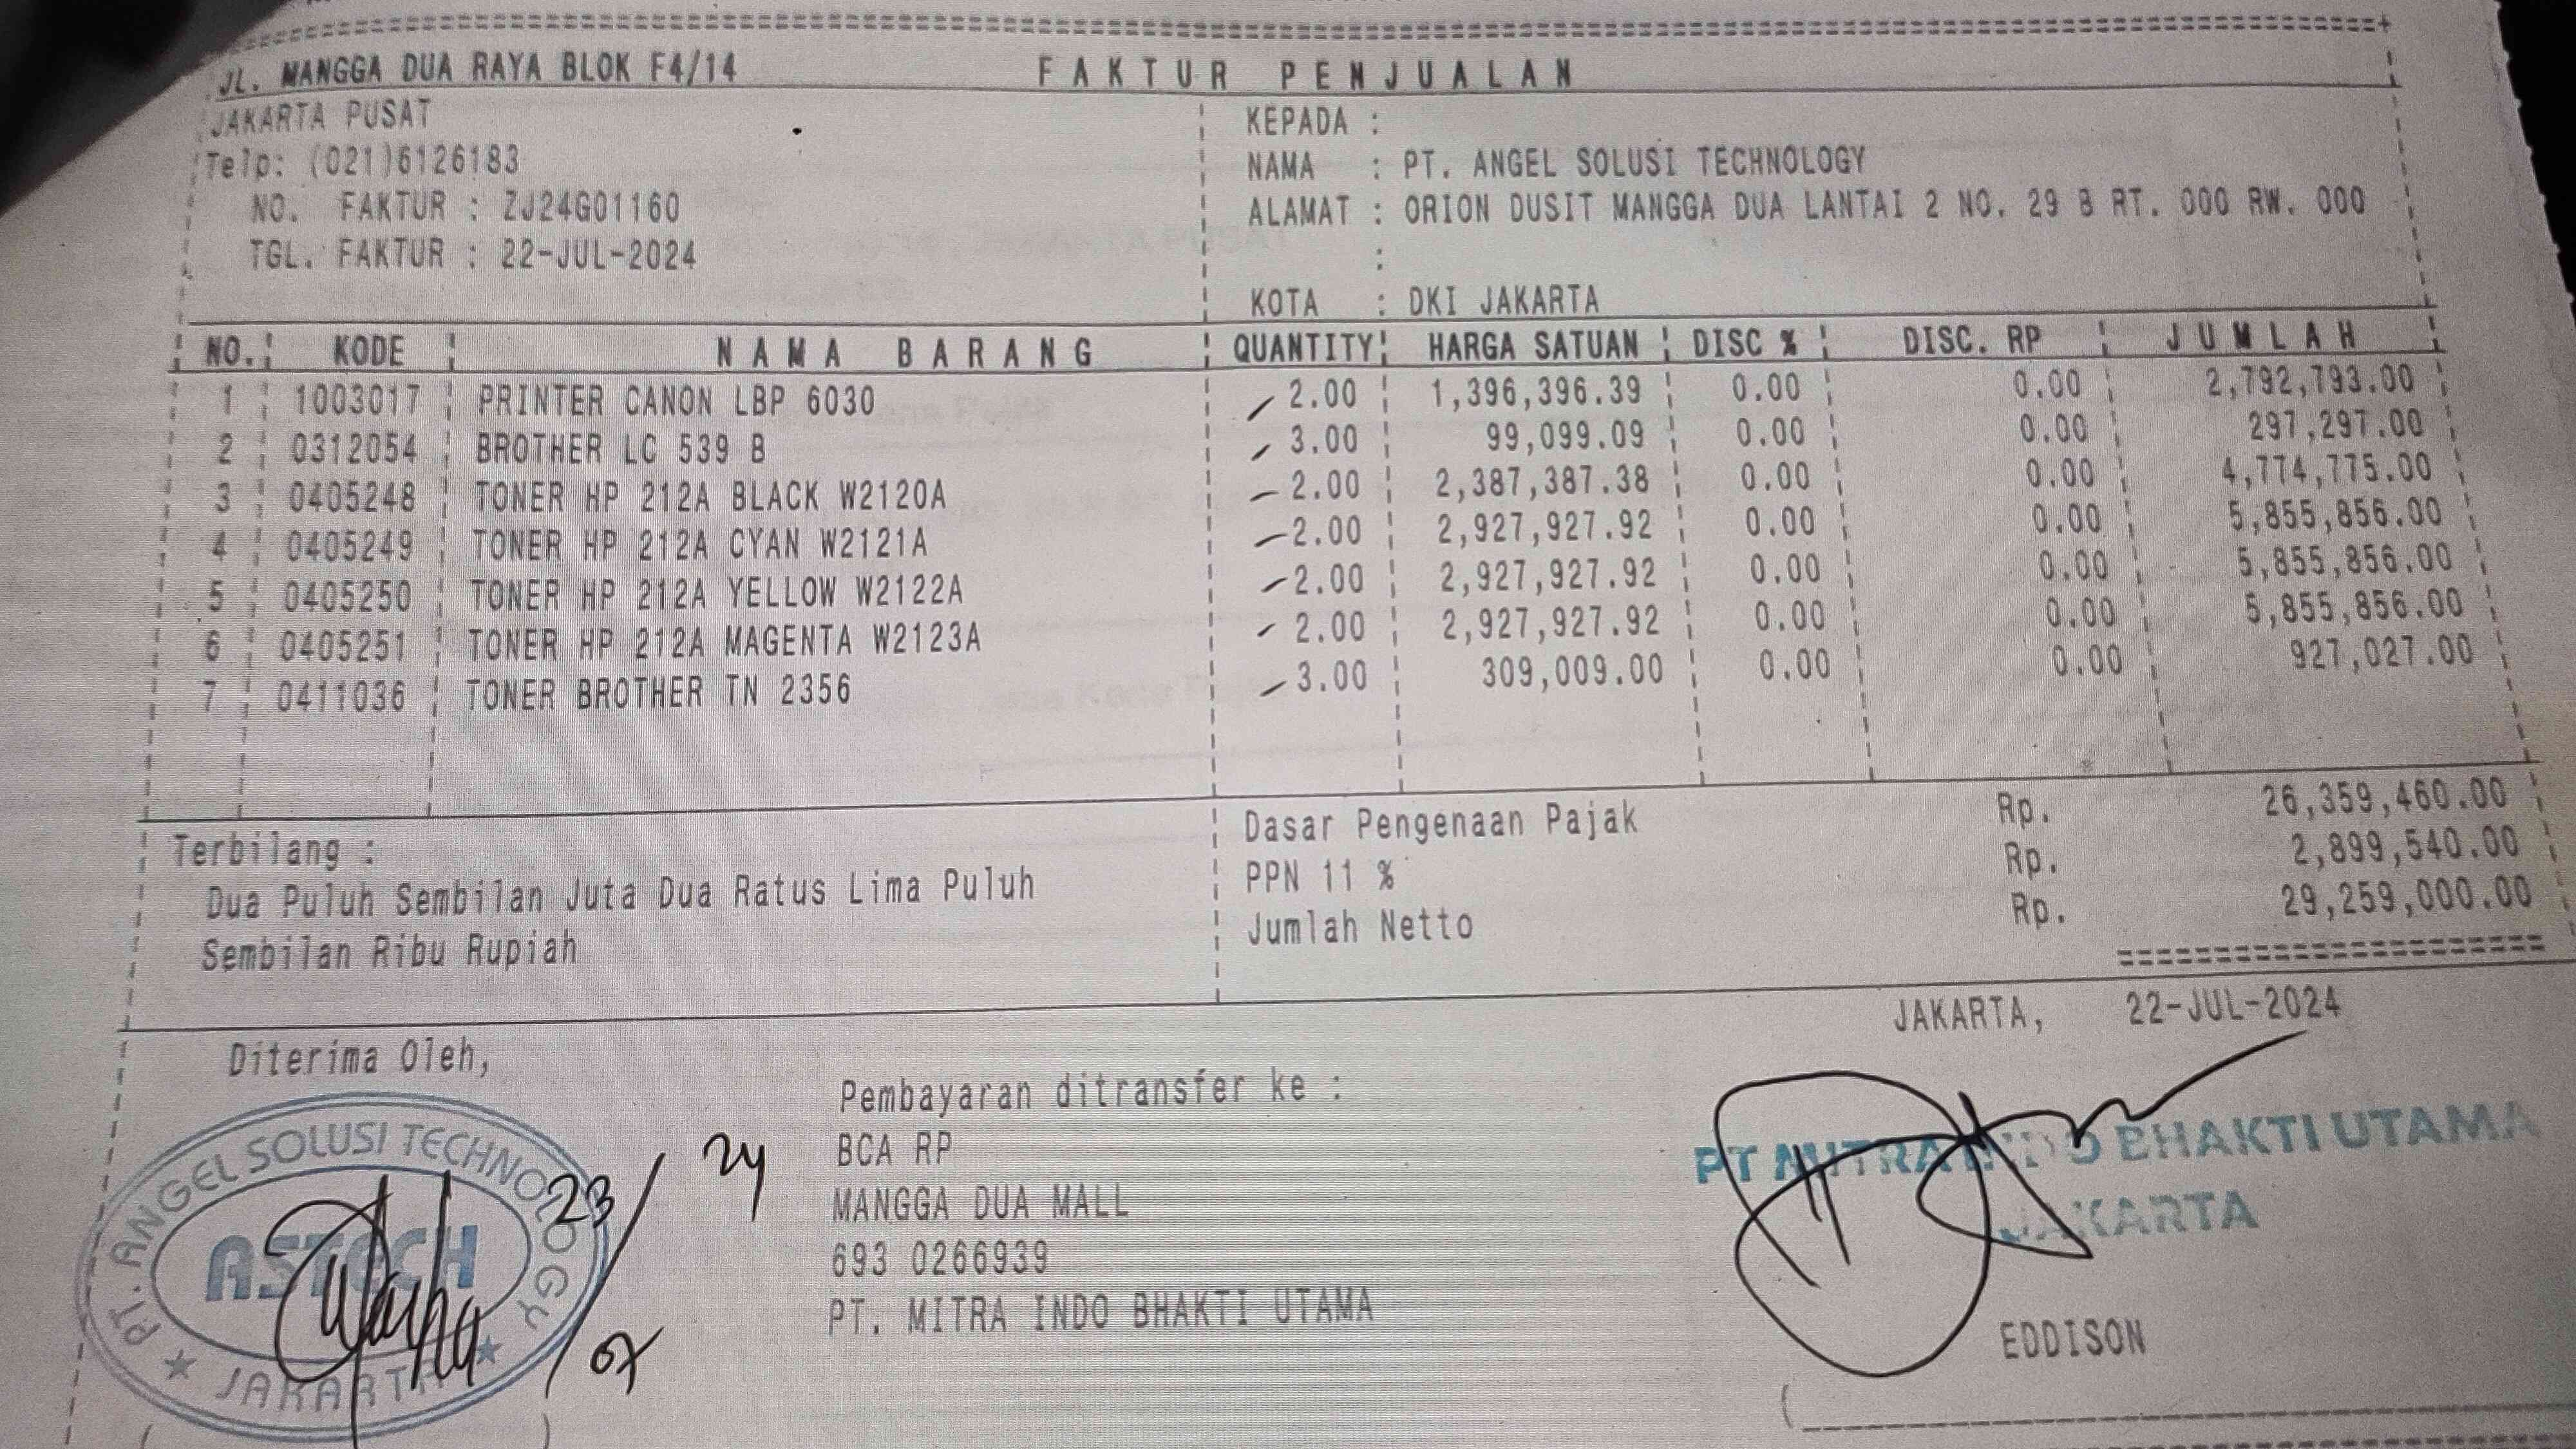 JL. MANGGA DUA RAYA BLOK F4/14
FAKTUR PENJUALAN
JAKARTA PUSAT
Telp: (021)6126183
NO. FAKTUR : ZJ24G01160
TGL. FAKTUR : 22-JUL-2024
KEPADA :
NAMA : PT. ANGEL SOLUSI TECHNOLOGY
ALAMAT : ORION DUSIT MANGGA DUA LANTAI 2 NO. 29 B RT. 000 RW. 000
:
KOTA : DKI JAKARTA
NO. KODE NAMA BARANG QUANTITY HARGA SATUAN DISC % DISC. RP JUMLAH
1 1003017 PRINTER CANON LBP 6030 2.00 1,396,396.39 0.00 0.00 2,792,793.00
2 0312054 BROTHER LC 539 B 3.00 99,099.09 0.00 0.00 297,297.00
3 0405248 TONER HP 212A BLACK W2120A 2.00 2,387,387.38 0.00 0.00 4,774,775.00
4 0405249 TONER HP 212A CYAN W2121A 2.00 2,927,927.92 0.00 0.00 5,855,856.00
5 0405250 TONER HP 212A YELLOW W2122A 2.00 2,927,927.92 0.00 0.00 5,855,856.00
6 0405251 TONER HP 212A MAGENTA W2123A 2.00 2,927,927.92 0.00 0.00 5,855,856.00
7 0411036 TONER BROTHER TN 2356 3.00 309,009.00 0.00 0.00 927,027.00
Terbilang :
Dua Puluh Sembilan Juta Dua Ratus Lima Puluh
Sembilan Ribu Rupiah
Dasar Pengenaan Pajak Rp. 26,359,460.00
PPN 11 % Rp. 2,899,540.00
Jumlah Netto Rp. 29,259,000.00
JAKARTA, 22-JUL-2024
Diterima Oleh,
PT. ANGEL SOLUSI TECHNOLOGY
ASTECH
JAKARTA
23/07 24
Pembayaran ditransfer ke :
BCA RP
MANGGA DUA MALL
693 0266939
PT. MITRA INDO BHAKTI UTAMA
PT MITRA INDO BHAKTI UTAMA
JAKARTA
EDDISON